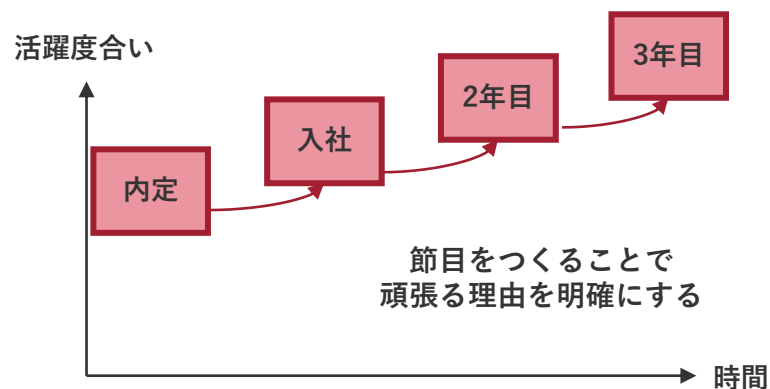 活躍度合い
3年目
2年目
入社
内定
節目をつくることで
頑張る理由を明確にする
時間